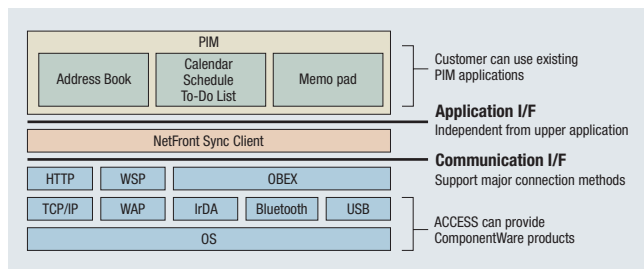 PIM
Address Book
Calendar
Schedule
To-Do List
Memo pad
Customer can use existing
PIM applications
Application I/F
Independent from upper application
NetFront Sync Client
Communication I/F
Support major connection methods
HTTP
WSP
OBEX
TCP/IP
WAP
IrDA
Bluetooth
USB
ACCESS can provide
ComponentWare products
OS